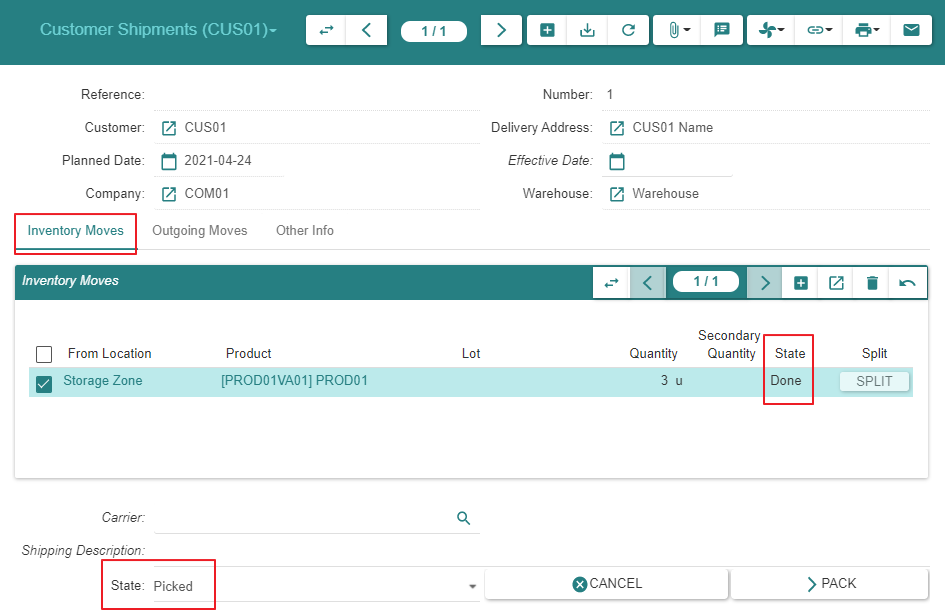 Customer Shipments (CUS01)
1 / 1
Reference:
Number: 1
Customer: CUS01
Delivery Address: CUS01 Name
Planned Date: 2021-04-24
Effective Date:
Company: COM01
Warehouse: Warehouse
Inventory Moves Outgoing Moves Other Info
Inventory Moves
1 / 1
From Location Product Lot Quantity Secondary Quantity State Split
Storage Zone [PROD01VA01] PROD01 3 u Done SPLIT
Carrier:
Shipping Description:
State: Picked
CANCEL
PACK